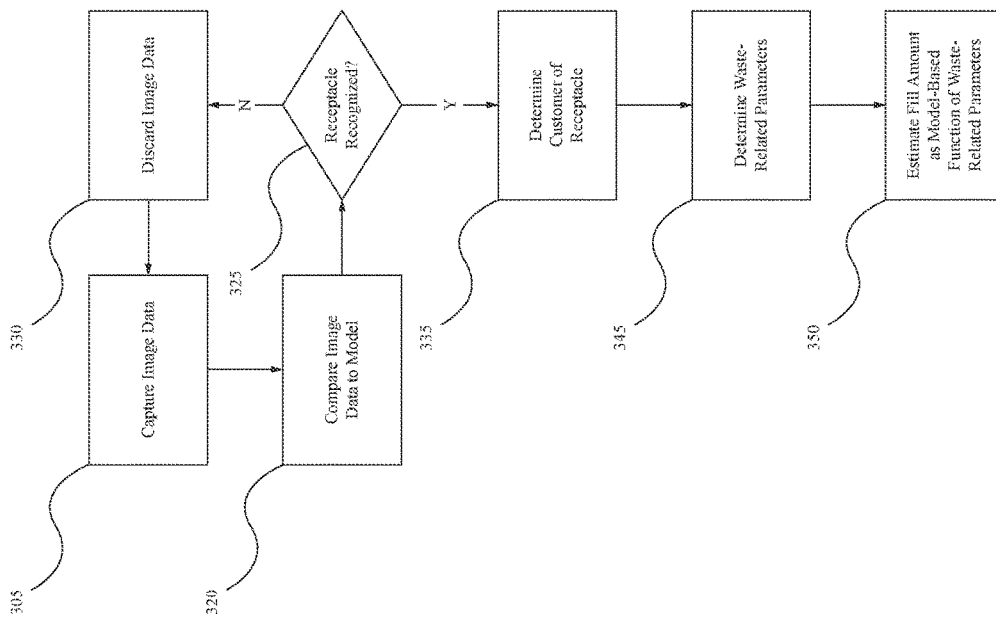 305
Capture Image Data
320
Compare Image
Data to Model
325
Receptacle
Recognized?
N
330
Discard Image Data
Y
335
Determine
Customer of
Receptacle
345
Determine Waste-
Related Parameters
350
Estimate Fill Amount
as Model-Based
Function of Waste-
Related Parameters